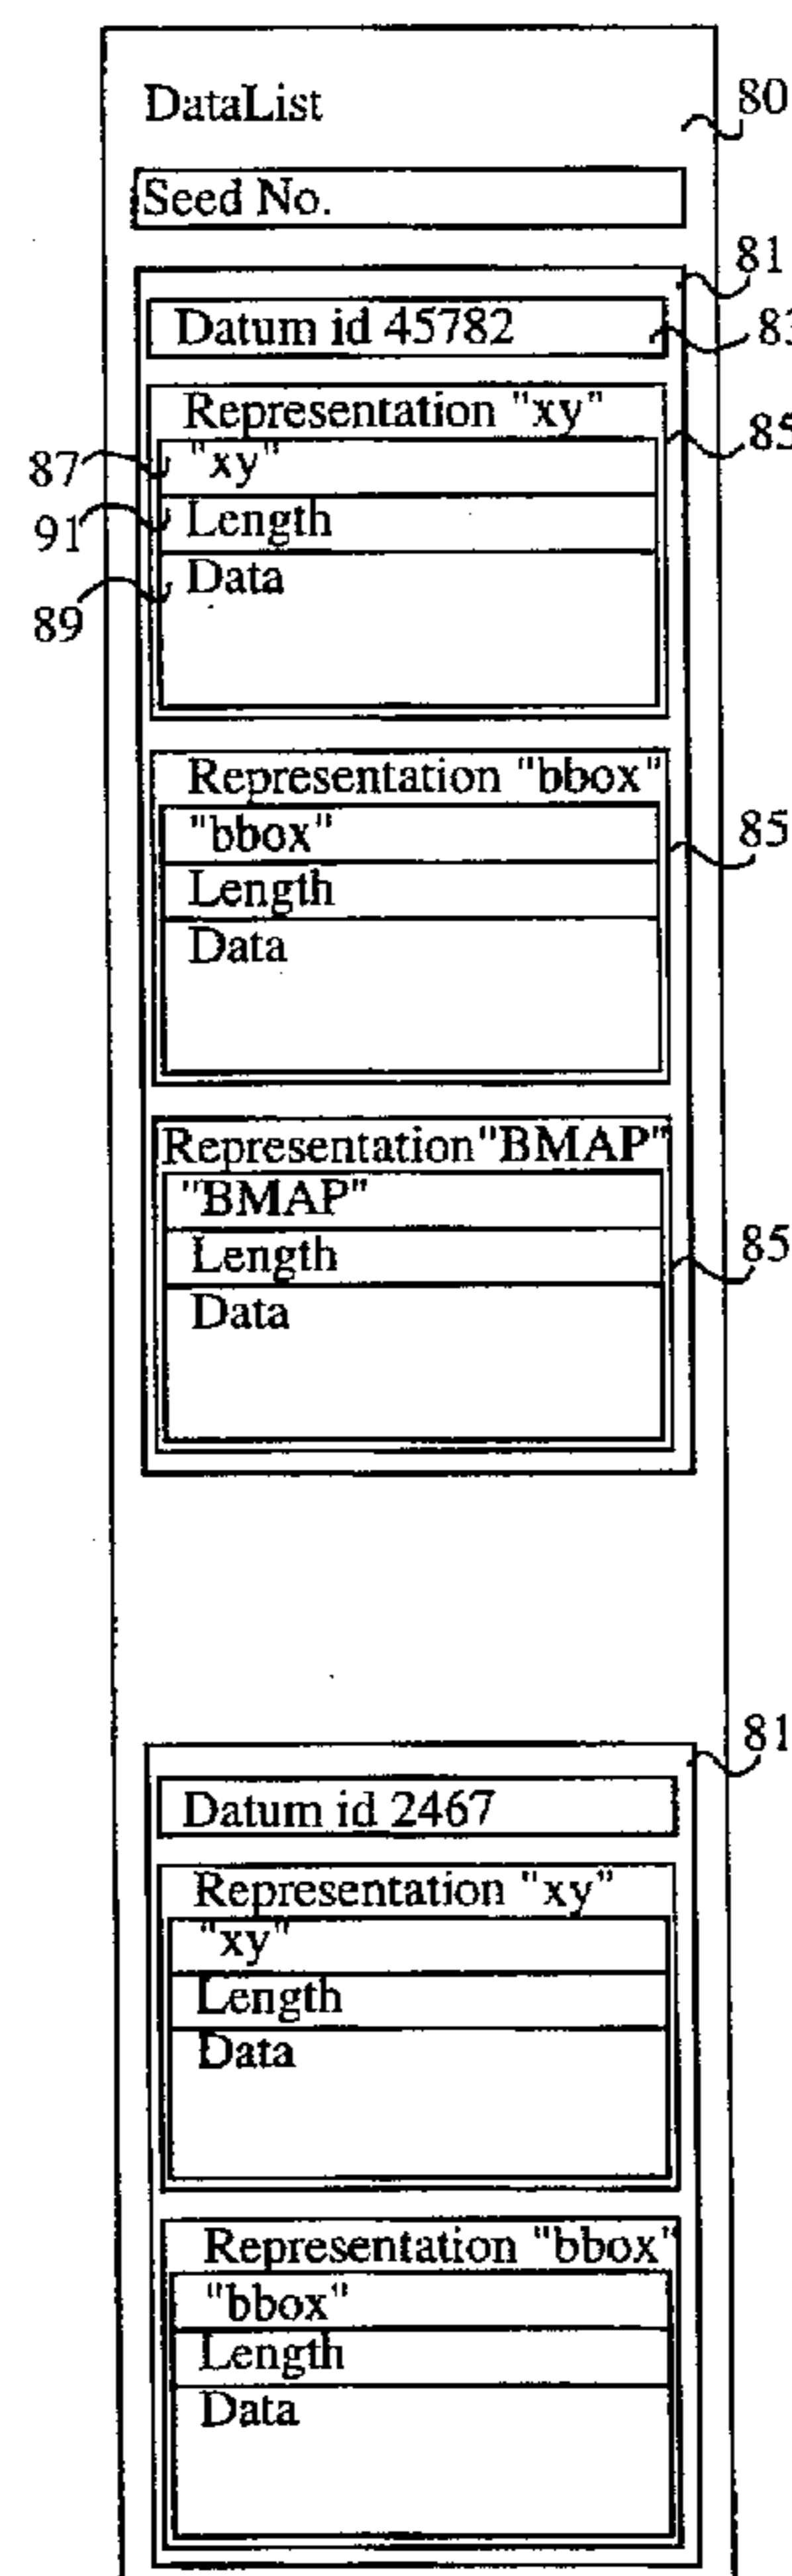 DataList
80
Seed No.
81
Datum id 45782
83
Representation "xy"
85
87
"xy"
91
Length
89
Data
Representation "bbox"
"bbox"
85
Length
Data
Representation"BMAP"
"BMAP"
Length
85
Data
81
Datum id 2467
Representation "xy"
"xy"
Length
Data
Representation "bbox"
"bbox"
Length
Data